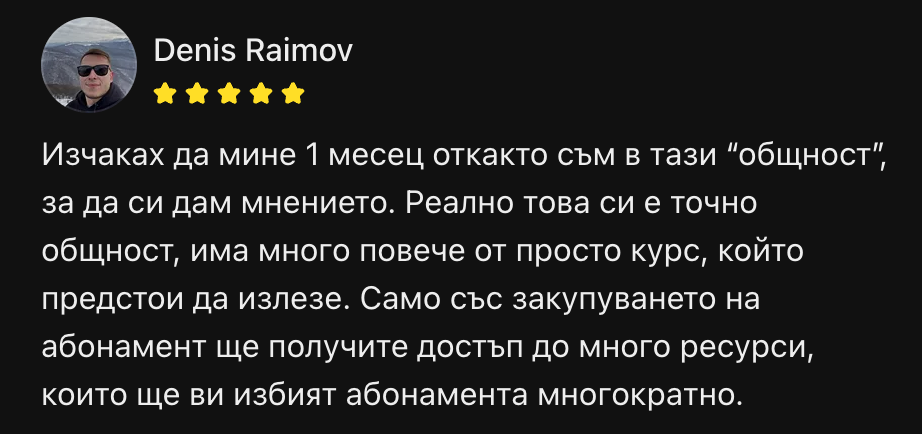 Denis Raimov
Изчаках да мине 1 месец откакто съм в тази “общност”,
за да си дам мнението. Реално това си е точно
общност, има много повече от просто курс, който
предстои да излезе. Само със закупуването на
абонамент ще получите достъп до много ресурси,
които ще ви избият абонамента многократно.